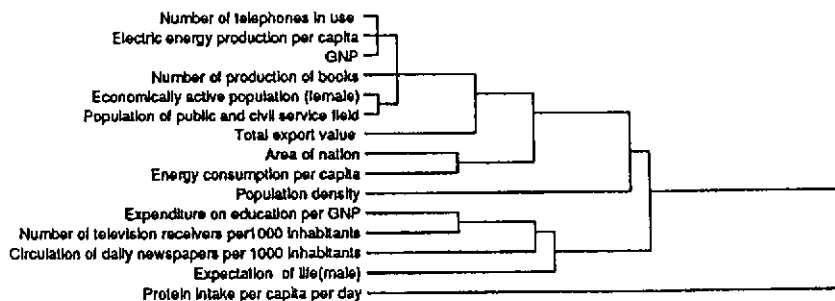 Number of telephones in use
Electric energy production per capita
GNP
Number of production of books
Economically active population (female)
Population of public and civil service field
Total export value
Area of nation
Energy consumption per capita
Population density
Expenditure on education per GNP
Number of television receivers per1000 inhabitants
Circulation of daily newspapers per 1000 inhabitants
Expectation of life(male)
Protein intake per capita per day